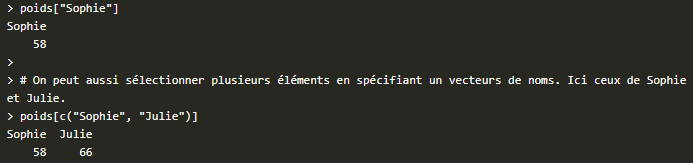 > poids["Sophie"]
Sophie
    58
>
> # On peut aussi sélectionner plusieurs éléments en spécifiant un vecteurs de noms. Ici ceux de Sophie
et Julie.
> poids[c("Sophie", "Julie")]
Sophie  Julie
    58     66